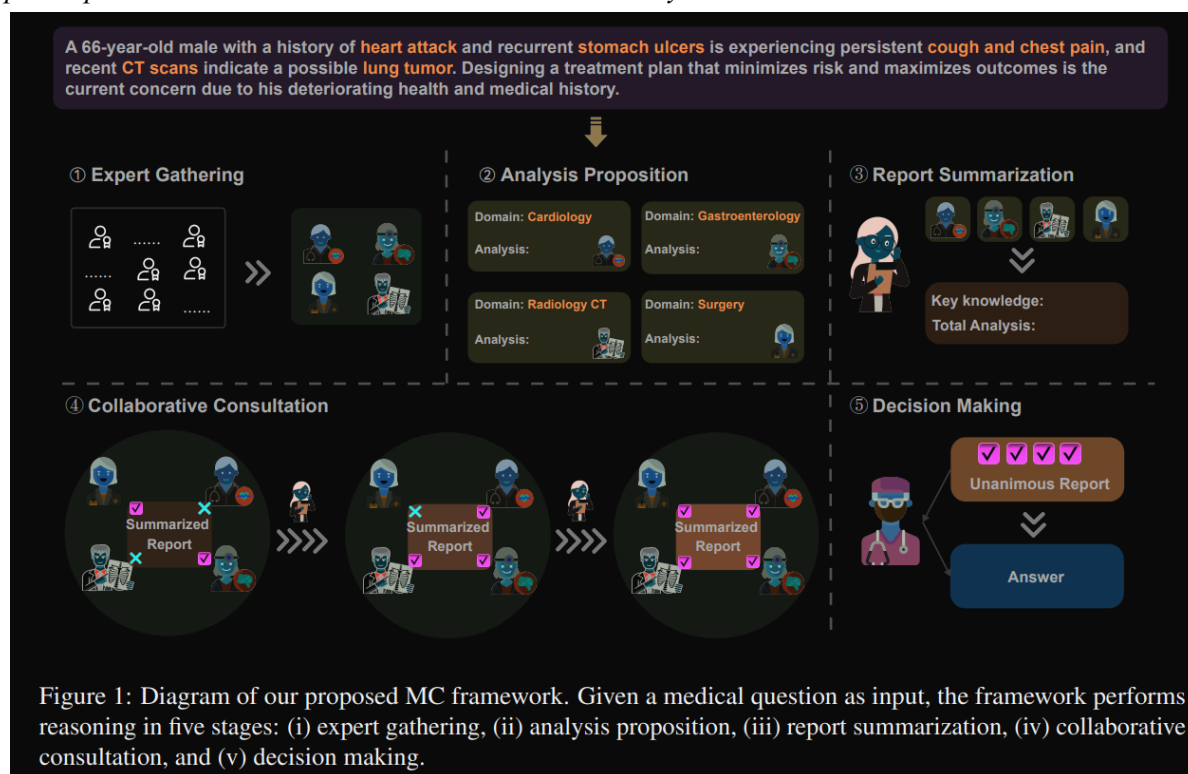 A 66-year-old male with a history of heart attack and recurrent stomach ulcers is experiencing persistent cough and chest pain, and
recent CT scans indicate a possible lung tumor. Designing a treatment plan that minimizes risk and maximizes outcomes is the
current concern due to his deteriorating health and medical history.
① Expert Gathering
......
......
......
② Analysis Proposition
Domain: Cardiology
Analysis:
Domain: Gastroenterology
Analysis:
Domain: Radiology CT
Analysis:
Domain: Surgery
Analysis:
③ Report Summarization
Key knowledge:
Total Analysis:
④ Collaborative Consultation
Summarized
Report
Summarized
Report
Summarized
Report
⑤ Decision Making
Unanimous Report
Answer
Figure 1: Diagram of our proposed MC framework. Given a medical question as input, the framework performs
reasoning in five stages: (i) expert gathering, (ii) analysis proposition, (iii) report summarization, (iv) collaborative
consultation, and (v) decision making.